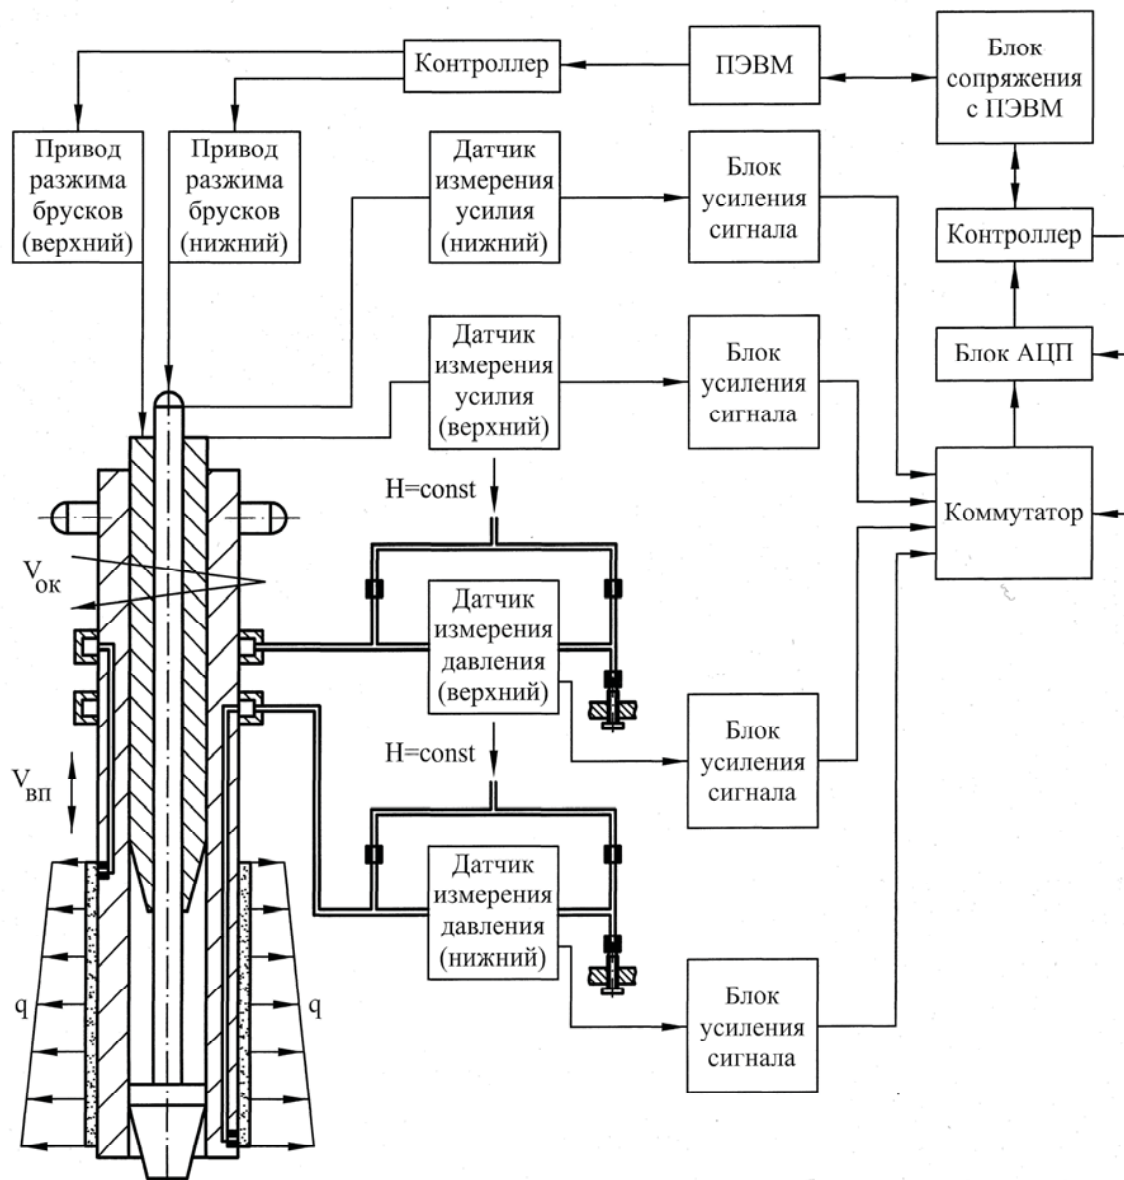 Контроллер
ПЭВМ
Блок
сопряжения
с ПЭВМ
Привод
разжима
брусков
(верхний)
Привод
разжима
брусков
(нижний)
Датчик
измерения
усилия
(нижний)
Блок
усиления
сигнала
Контроллер
Датчик
измерения
усилия
(верхний)
Блок
усиления
сигнала
Блок АЦП
H=const
Коммутатор
Vок
Датчик
измерения
давления
(верхний)
Блок
усиления
сигнала
H=const
Vвп
Датчик
измерения
давления
(нижний)
Блок
усиления
сигнала
q
q